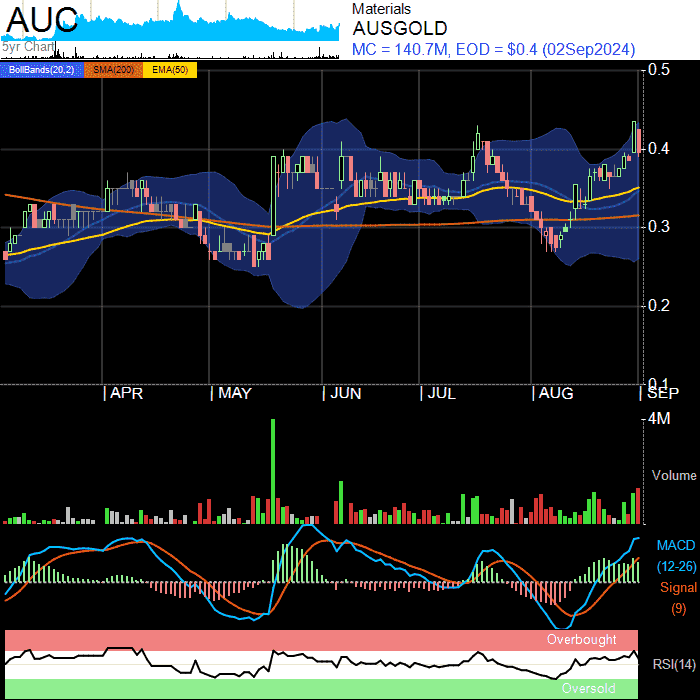 AUC
5yr Chart
Materials
AUSGOLD
MC = 140.7M, EOD = $0.4 (02Sep2024)
BollBands(20,2) SMA(200) EMA(50)
0.5
0.4
0.3
0.2
0.1
APR MAY JUN JUL AUG SEP
4M
Volume
MACD
(12-26)
Signal
(9)
Overbought
RSI(14)
Oversold